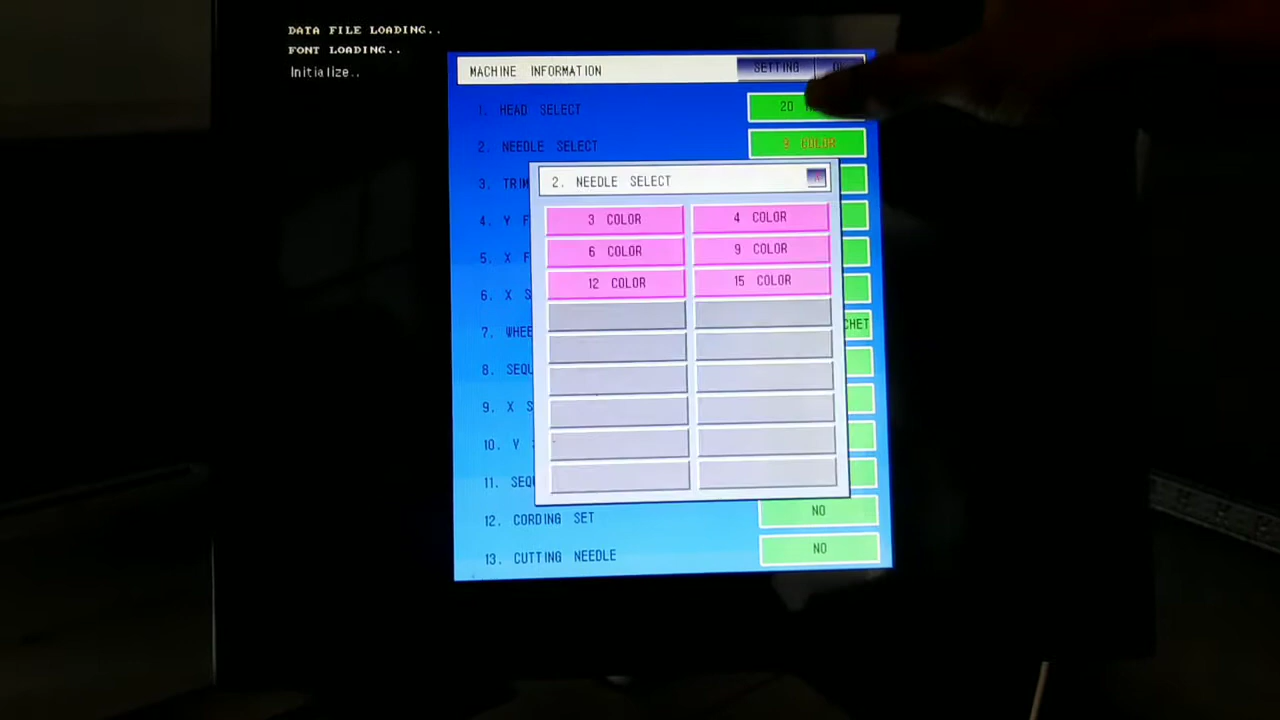 DATA FILE LOADING..
FONT LOADING..
Initialize..
MACHINE INFORMATION SETTING
1. HEAD SELECT 20
2. NEEDLE SELECT 9 COLOR
3. TRIM
4. Y F
5. X F
6. X S
7. WHEE CHET
8. SEQU
9. X S
10. Y
11. SEQU
12. CORDING SET NO
13. CUTTING NEEDLE NO
2. NEEDLE SELECT X
3 COLOR 4 COLOR
6 COLOR 9 COLOR
12 COLOR 15 COLOR